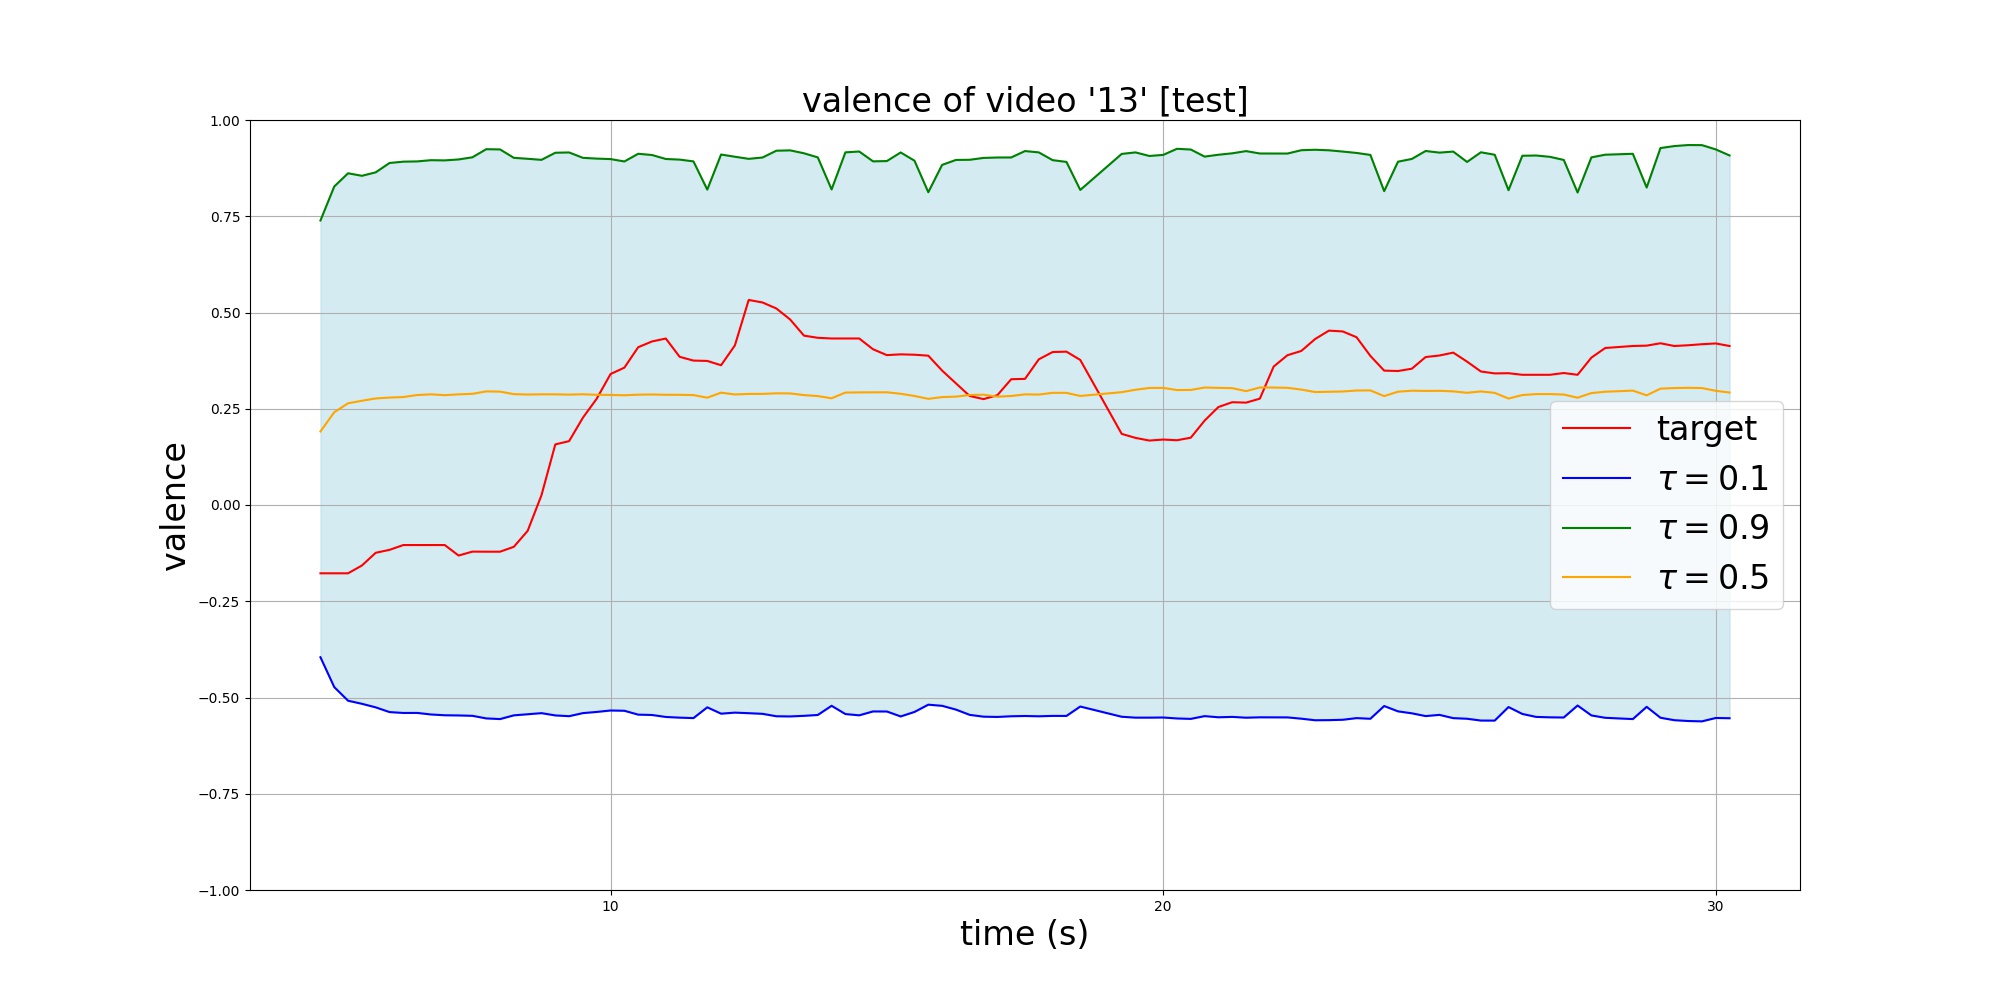 valence of video '13' [test]
1.00
0.75
0.50
0.25
0.00
−0.25
−0.50
−0.75
−1.00
valence
target
τ = 0.1
τ = 0.9
τ = 0.5
10
20
30
time (s)